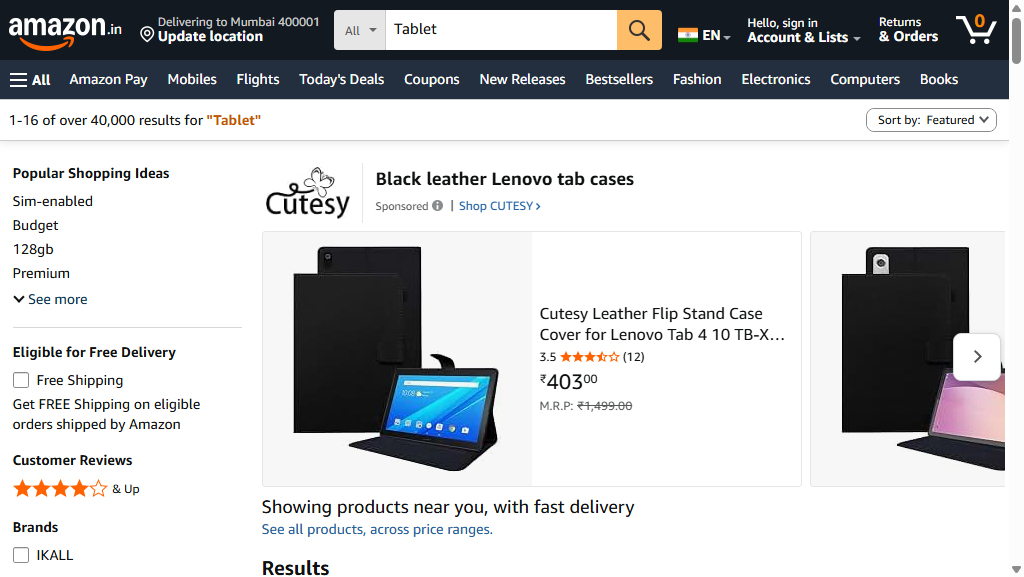 amazon.in
Delivering to Mumbai 400001
Update location
All
Tablet
EN
Hello, sign in
Account & Lists
Returns
& Orders
0
All
Amazon Pay
Mobiles
Flights
Today's Deals
Coupons
New Releases
Bestsellers
Fashion
Electronics
Computers
Books
1-16 of over 40,000 results for "Tablet"
Sort by: Featured
Popular Shopping Ideas
Sim-enabled
Budget
128gb
Premium
See more
Eligible for Free Delivery
Free Shipping
Get FREE Shipping on eligible
orders shipped by Amazon
Customer Reviews
& Up
Brands
IKALL
Cutesy
Black leather Lenovo tab cases
Sponsored | Shop CUTESY ›
Cutesy Leather Flip Stand Case
Cover for Lenovo Tab 4 10 TB-X...
3.5 (12)
₹40300
M.R.P: ₹1,499.00
Showing products near you, with fast delivery
See all products, across price ranges.
Results